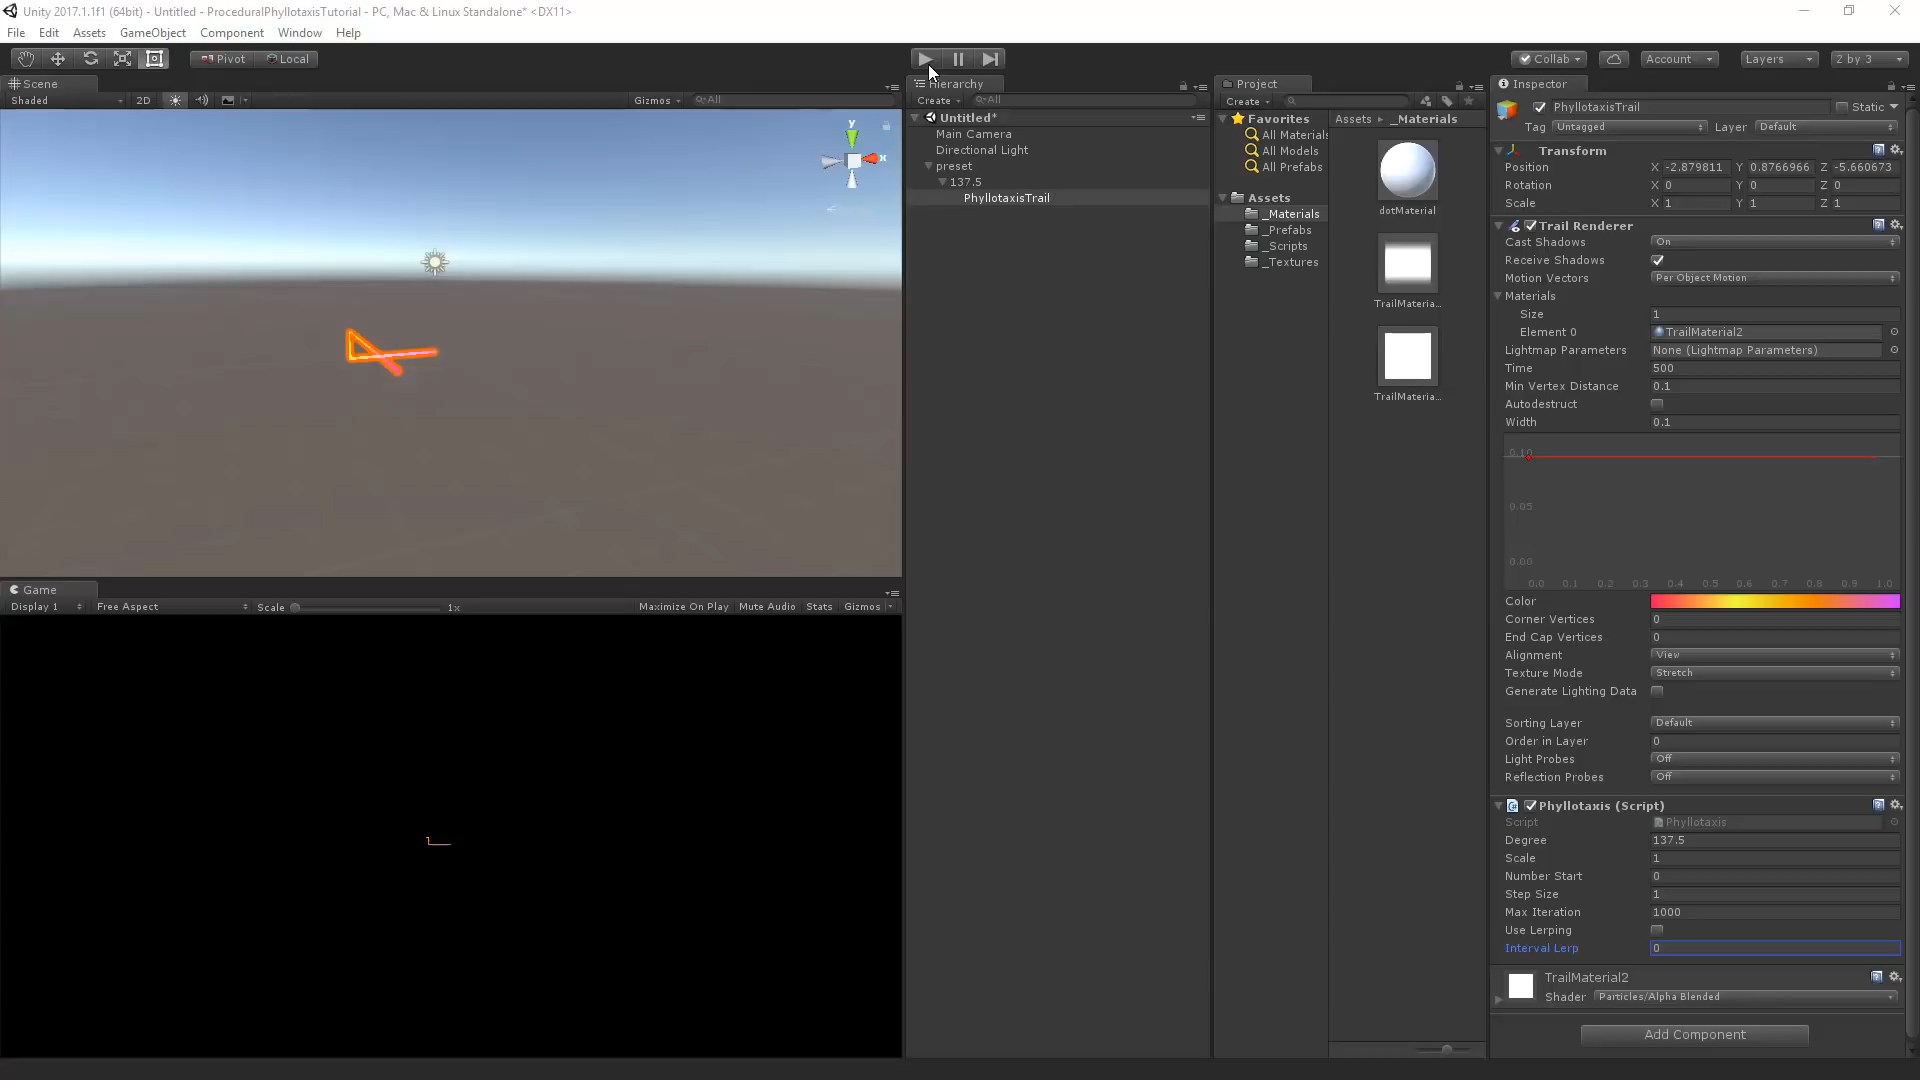 Unity 2017.1.1f1 (64bit) - Untitled - ProceduralPhyllotaxisTutorial - PC, Mac & Linux Standalone* <DX11>
File Edit Assets GameObject Component Window Help
Pivot Local
Collab Account Layers 2 by 3
Scene
Shaded 2D Gizmos All
y
x
Game
Display 1 Free Aspect Scale 1x Maximize On Play Mute Audio Stats Gizmos
Hierarchy
Create All
Untitled*
Main Camera
Directional Light
preset
137.5
PhyllotaxisTrail
Project
Create
Favorites
All Materials
All Models
All Prefabs
Assets
_Materials
_Prefabs
_Scripts
_Textures
Assets _Materials
dotMaterial
TrailMateria...
TrailMateria...
Inspector
PhyllotaxisTrail Static
Tag Untagged Layer Default
Transform
Position X -2.879811 Y 0.8766966 Z -5.660673
Rotation X 0 Y 0 Z 0
Scale X 1 Y 1 Z 1
Trail Renderer
Cast Shadows On
Receive Shadows
Motion Vectors Per Object Motion
Materials
Size 1
Element 0 TrailMaterial2
Lightmap Parameters None (Lightmap Parameters)
Time 500
Min Vertex Distance 0.1
Autodestruct
Width 0.1
0.10
0.05
0.00
0.0 0.1 0.2 0.3 0.4 0.5 0.6 0.7 0.8 0.9 1.0
Color
Corner Vertices 0
End Cap Vertices 0
Alignment View
Texture Mode Stretch
Generate Lighting Data
Sorting Layer Default
Order in Layer 0
Light Probes Off
Reflection Probes Off
Phyllotaxis (Script)
Script Phyllotaxis
Degree 137.5
Scale 1
Number Start 0
Step Size 1
Max Iteration 1000
Use Lerping
Interval Lerp 0
TrailMaterial2
Shader Particles/Alpha Blended
Add Component